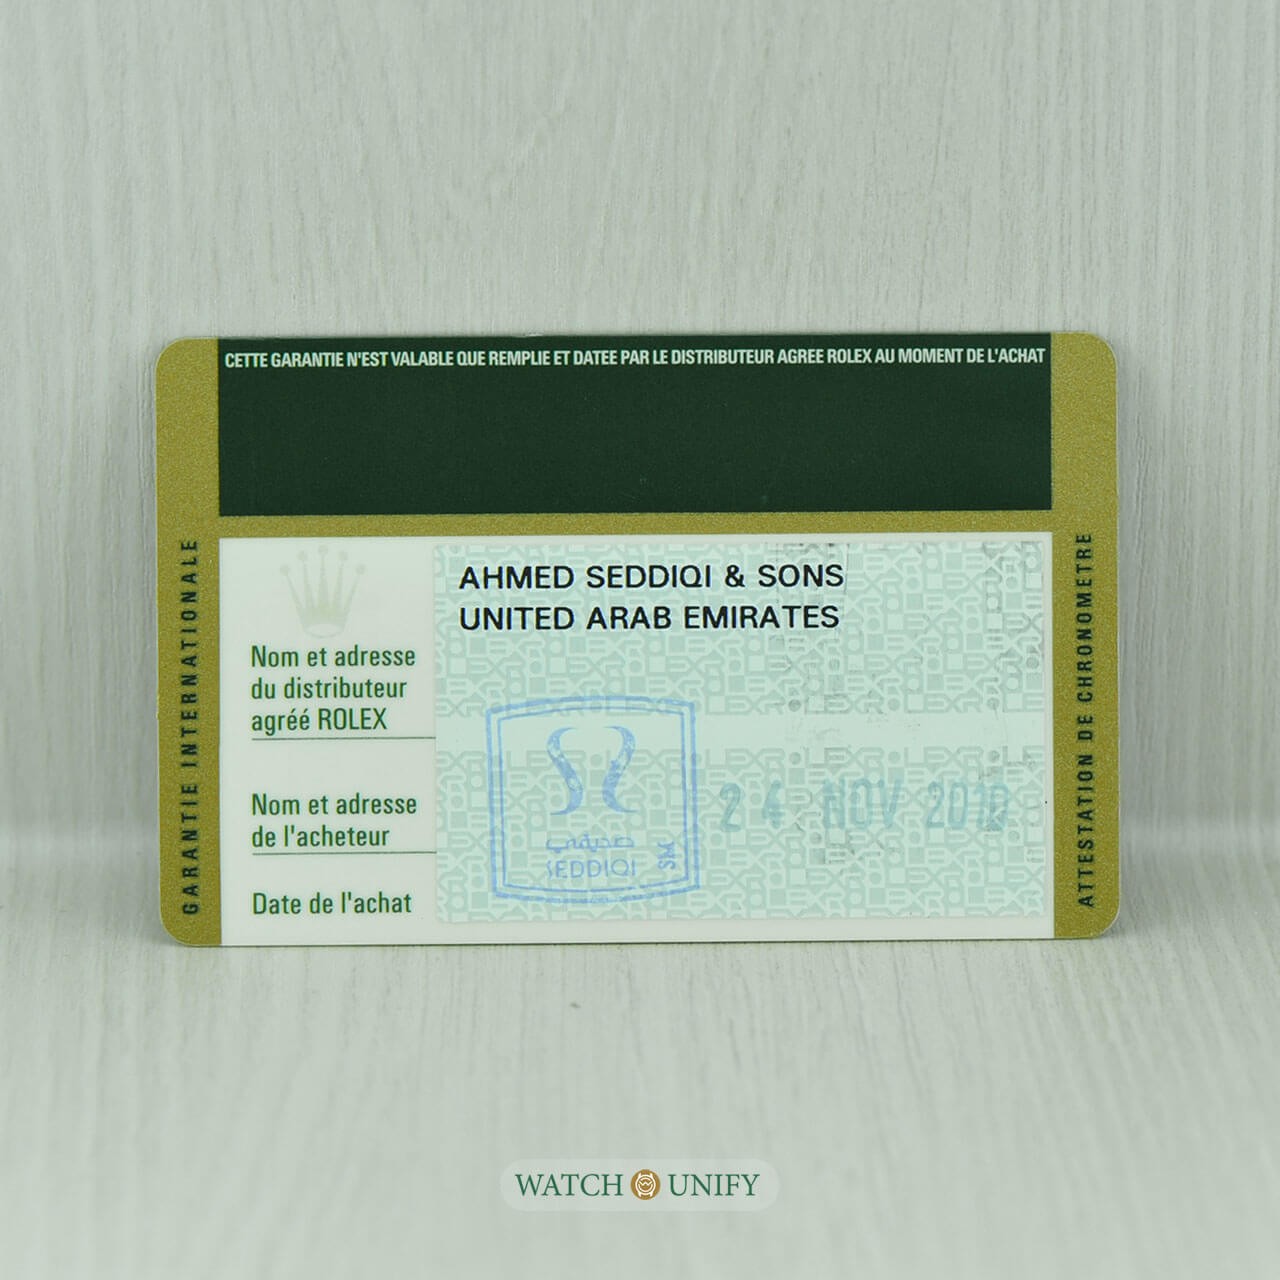 CETTE GARANTIE N'EST VALABLE QUE REMPLIE ET DATEE PAR LE DISTRIBUTEUR AGREE ROLEX AU MOMENT DE L'ACHAT
GARANTIE INTERNATIONALE
AHMED SEDDIQI & SONS
UNITED ARAB EMIRATES
Nom et adresse
du distributeur
agréé ROLEX
Nom et adresse
de l'acheteur
Date de l'achat
صديقي
SEDDIQI
SM
24 NOV 2010
ATTESTATION DE CHRONOMETRE
WATCH UNIFY